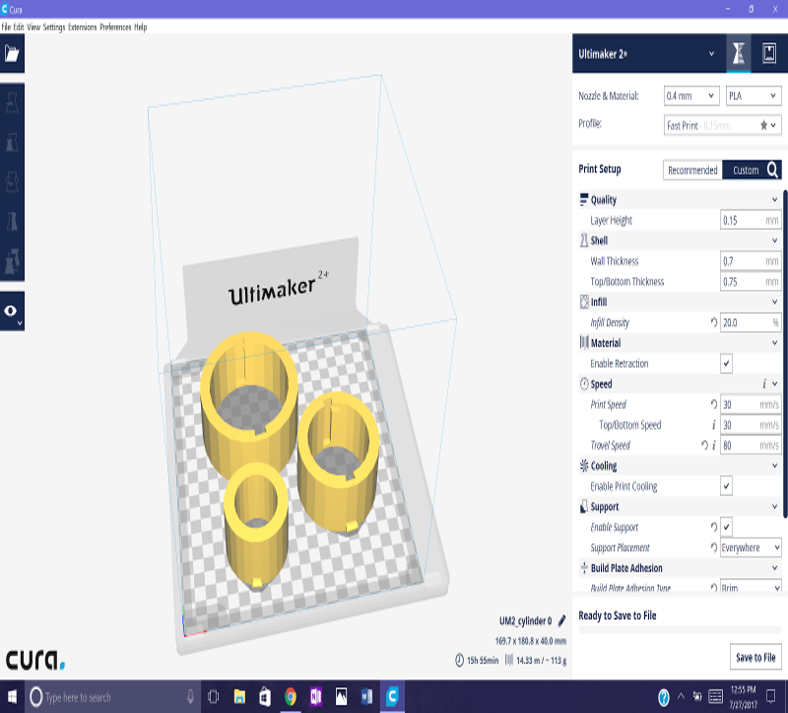 Cura
File Edit View Settings Extensions Preferences Help
Ultimaker 2+
Nozzle & Material: 0.4 mm PLA
Profile: Fast Print - 0.15mm
Print Setup Recommended Custom
Quality
Layer Height 0.15 mm
Shell
Wall Thickness 0.7 mm
Top/Bottom Thickness 0.75 mm
Infill
Infill Density 20.0 %
Material
Enable Retraction
Speed i
Print Speed 30 mm/s
Top/Bottom Speed i 30 mm/s
Travel Speed i 80 mm/s
Cooling
Enable Print Cooling
Support
Enable Support
Support Placement Everywhere
Build Plate Adhesion
Build Plate Adhesion Type Brim
Ultimaker 2+
UM2_cylinder 0
169.7 x 180.8 x 40.0 mm
15h 55min 14.33 m / ~ 113 g
Ready to Save to File
Save to File
cura.
Type here to search
12:55 PM
7/27/2017